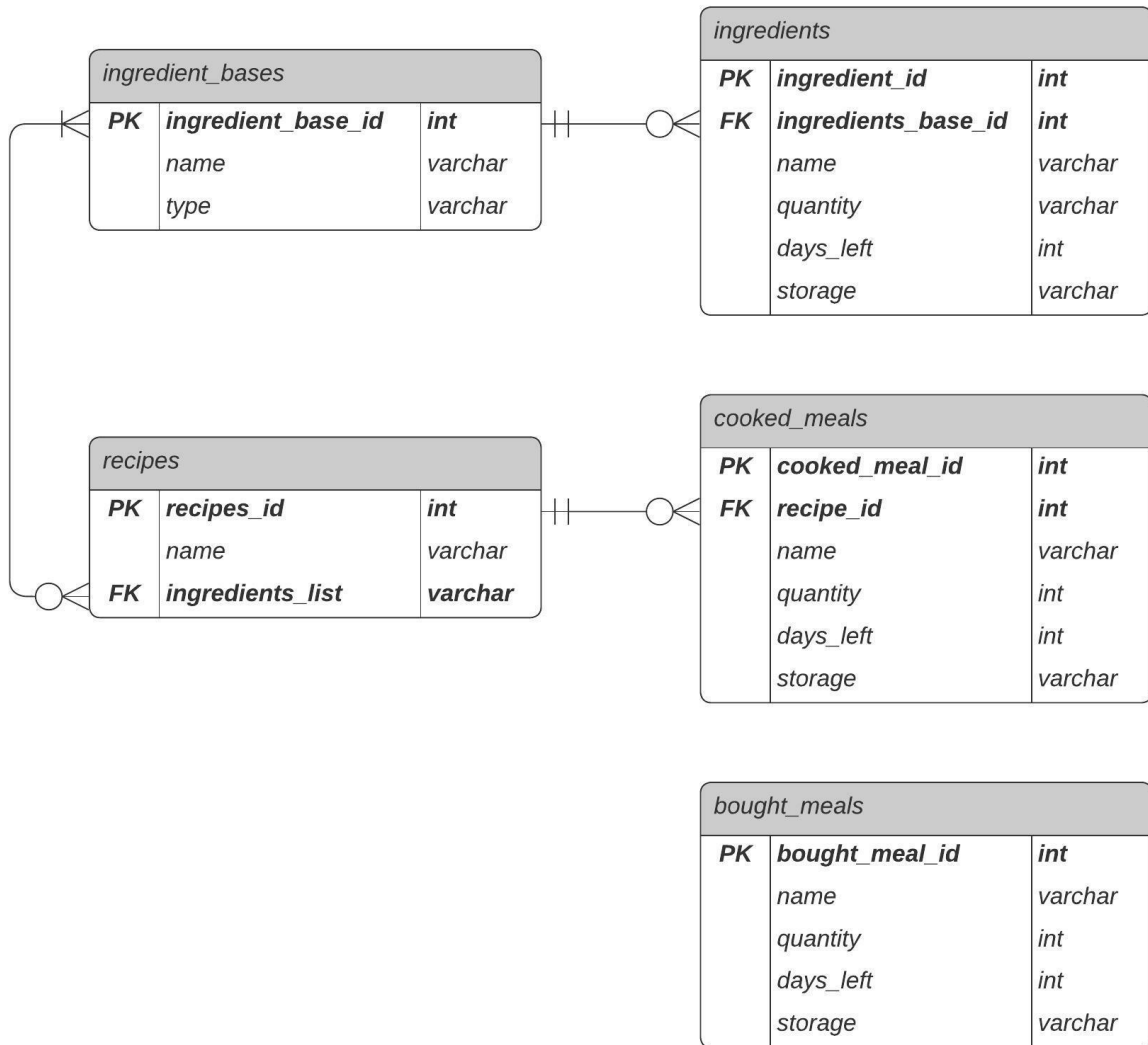 ingredient_bases
PK ingredient_base_id int
name varchar
type varchar
ingredients
PK ingredient_id int
FK ingredients_base_id int
name varchar
quantity varchar
days_left int
storage varchar
recipes
PK recipes_id int
name varchar
FK ingredients_list varchar
cooked_meals
PK cooked_meal_id int
FK recipe_id int
name varchar
quantity int
days_left int
storage varchar
bought_meals
PK bought_meal_id int
name varchar
quantity int
days_left int
storage varchar